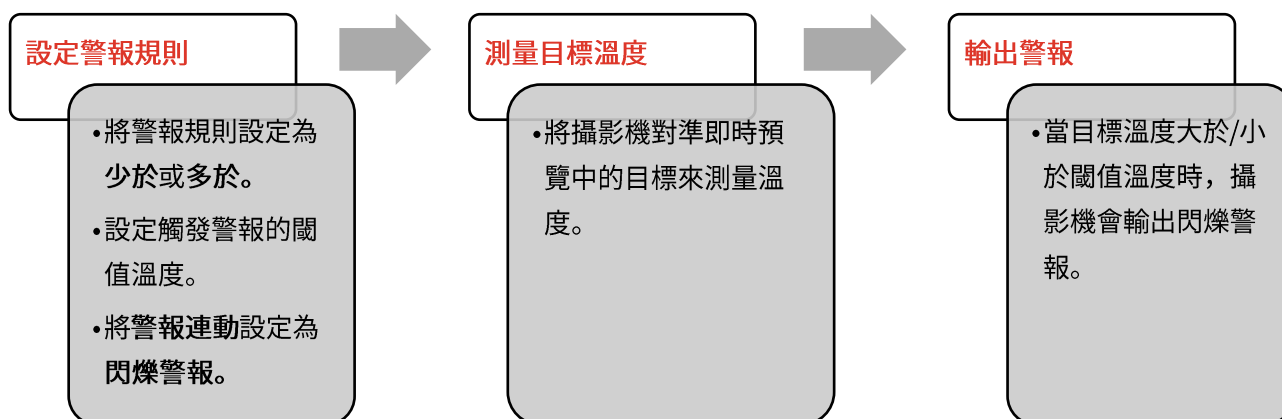 設定警報規則
•將警報規則設定為
少於或多於。
•設定觸發警報的閾
值溫度。
•將警報連動設定為
閃爍警報。
測量目標溫度
•將攝影機對準即時預
覽中的目標來測量溫
度。
輸出警報
•當目標溫度大於/小
於閾值溫度時，攝
影機會輸出閃爍警
報。